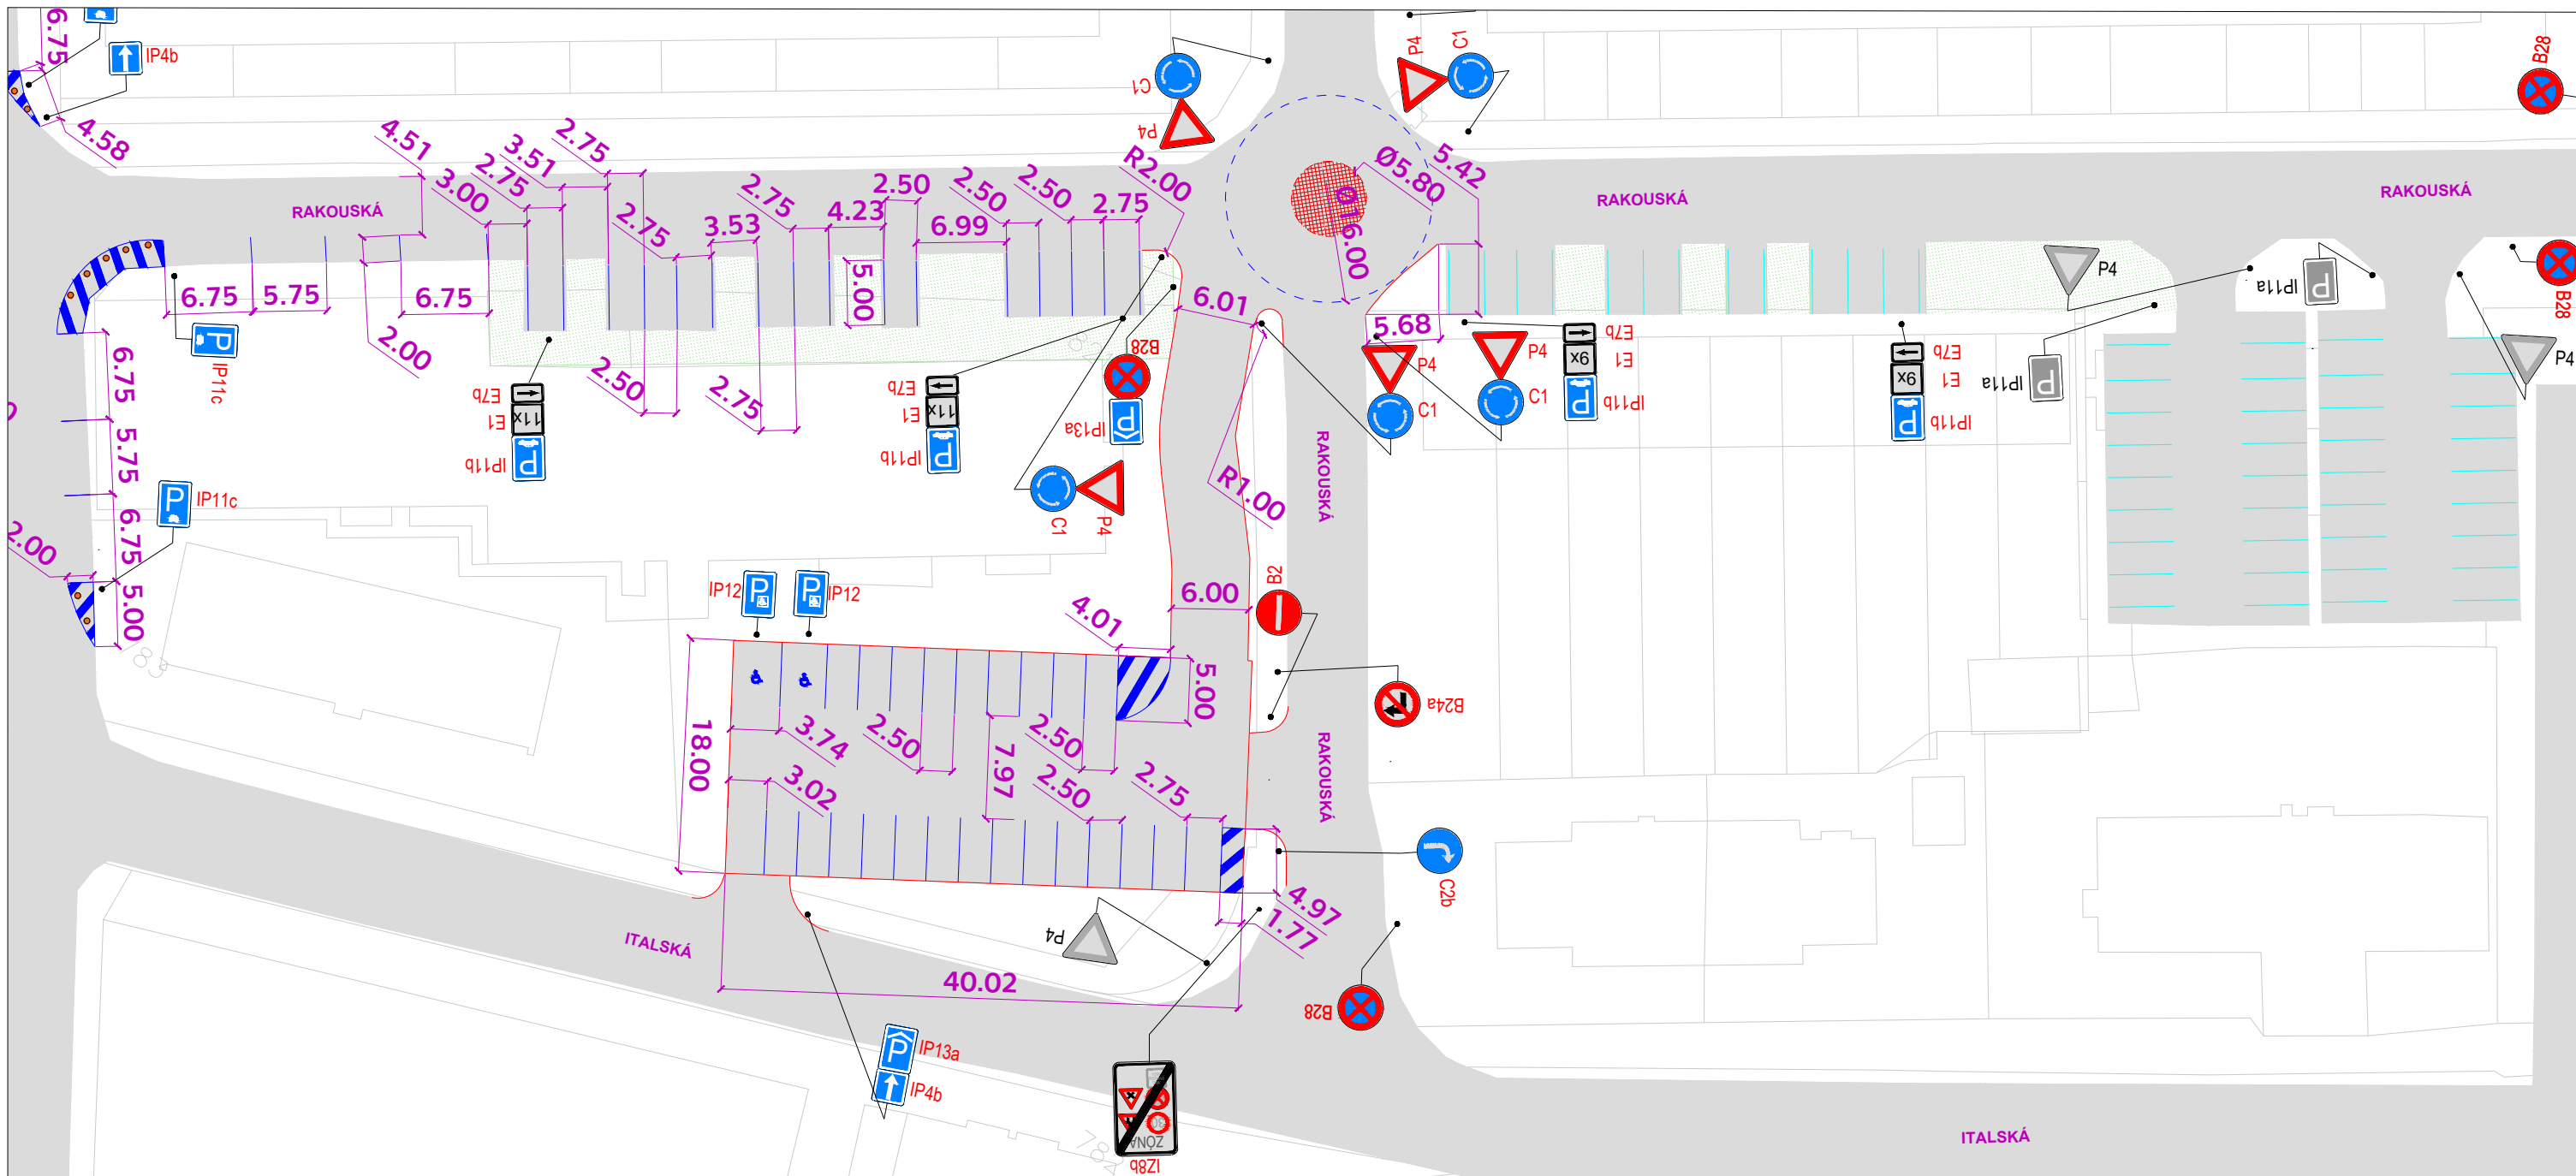 6.75
IP4b
4.58
4.51
3.00
2.75
3.51
2.75
2.75
3.53
2.75
4.23
2.50
6.99
2.50
2.50
2.75
R2.00
5.00
C1
P4
P4
C1
B28
Ø5.80
5.42
Ø16.00
RAKOUSKÁ
RAKOUSKÁ
RAKOUSKÁ
6.75
5.75
6.75
2.00
IP11c
6.75
5.75
6.75
5.00
2.00
IP11c
E7b
E1
11x
IP11b
2.50
2.75
E7b
E1
11x
IP11b
B28
IP13a
C1
P4
6.01
R1.00
RAKOUSKÁ
5.68
P4
C1
P4
C1
E7b
E1
9x
IP11b
E7b
E1
9x
IP11b
P4
IP11a
IP11a
B28
P4
IP12
IP12
4.01
6.00
5.00
B2
B24a
18.00
3.74
2.50
7.97
2.50
3.02
2.50
2.75
RAKOUSKÁ
C2b
4.97
1.77
40.02
P4
ITALSKÁ
B28
IP13a
IP4b
ZÓNA
IZ8b
ITALSKÁ